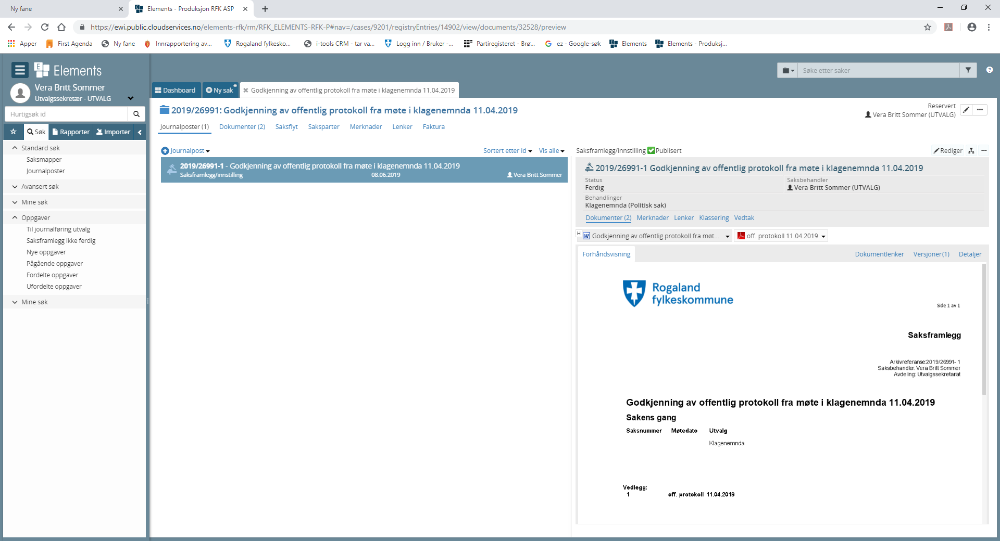 Ny fane
Elements - Produksjon RFK ASP
https://ewi.public.cloudservices.no/elements-rfk/rm/RFK_ELEMENTS-RFK-P#nav=/cases/9201/registryEntries/14902/view/documents/32528/preview
Apper
First Agenda
Ny fane
Innrapportering av...
Rogaland fylkesko...
i-tools CRM - tar va...
Logg inn / Bruker -...
Partiregisteret - Brø...
ez - Google-søk
Elements
Elements - Produksj...
E Elements
Søke etter saker
Vera Britt Sommer
Utvalgssekretær - UTVALG
Hurtigsøk id
Søk
Rapporter
Importer
Standard søk
Saksmapper
Journalposter
Avansert søk
Mine søk
Oppgaver
Til journalføring utvalg
Saksframlegg ikke ferdig
Nye oppgaver
Pågående oppgaver
Fordelte oppgaver
Ufordelte oppgaver
Mine søk
Dashboard
Ny sak
Godkjenning av offentlig protokoll fra møte i klagenemnda 11.04.2019
2019/26991: Godkjenning av offentlig protokoll fra møte i klagenemnda 11.04.2019
Reservert
Vera Britt Sommer (UTVALG)
Journalposter (1)
Dokumenter (2)
Saksflyt
Saksparter
Merknader
Lenker
Faktura
Journalpost
Sortert etter id
Vis alle
2019/26991-1 - Godkjenning av offentlig protokoll fra møte i klagenemnda 11.04.2019
Saksframlegg/innstilling
08.06.2019
Vera Britt Sommer
Saksframlegg/innstilling
Publisert
Rediger
2019/26991-1 Godkjenning av offentlig protokoll fra møte i klagenemnda 11.04.2019
Status
Ferdig
Saksbehandler
Vera Britt Sommer (UTVALG)
Behandlinger
Klagenemnda (Politisk sak)
Dokumenter (2)
Merknader
Lenker
Klassering
Vedtak
H
Godkjenning av offentlig protokoll fra møt...
off. protokoll 11.04.2019
Forhåndsvisning
Dokumentlenker
Versjoner(1)
Detaljer
Rogaland
fylkeskommune
Side 1 av 1
Saksframlegg
Arkivreferanse:2019/26991- 1
Saksbehandler: Vera Britt Sommer
Avdeling: Utvalgssekretariat
Godkjenning av offentlig protokoll fra møte i klagenemnda 11.04.2019
Sakens gang
Saksnummer Møtedato Utvalg
Klagenemnda
Vedlegg:
1 off. protokoll 11.04.2019